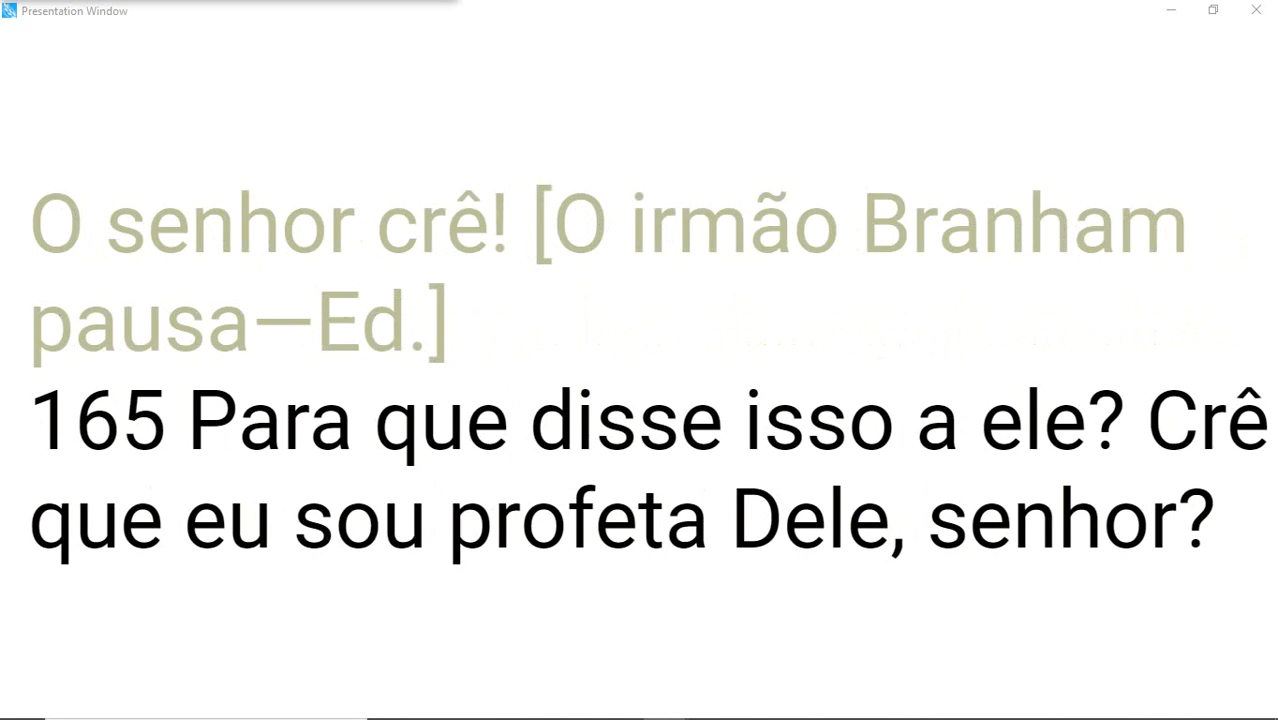 Presentation Window
O senhor crê! [O irmão Branham
pausa—Ed.]
165 Para que disse isso a ele? Crê
que eu sou profeta Dele, senhor?